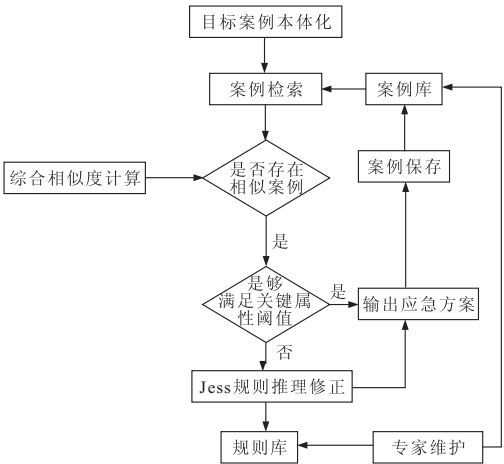 目标案例本体化
案例检索
案例库
综合相似度计算
是否存在
相似案例
案例保存
是
是够
满足关键属
性阈值
是
输出应急方案
否
Jess规则推理修正
规则库
专家维护